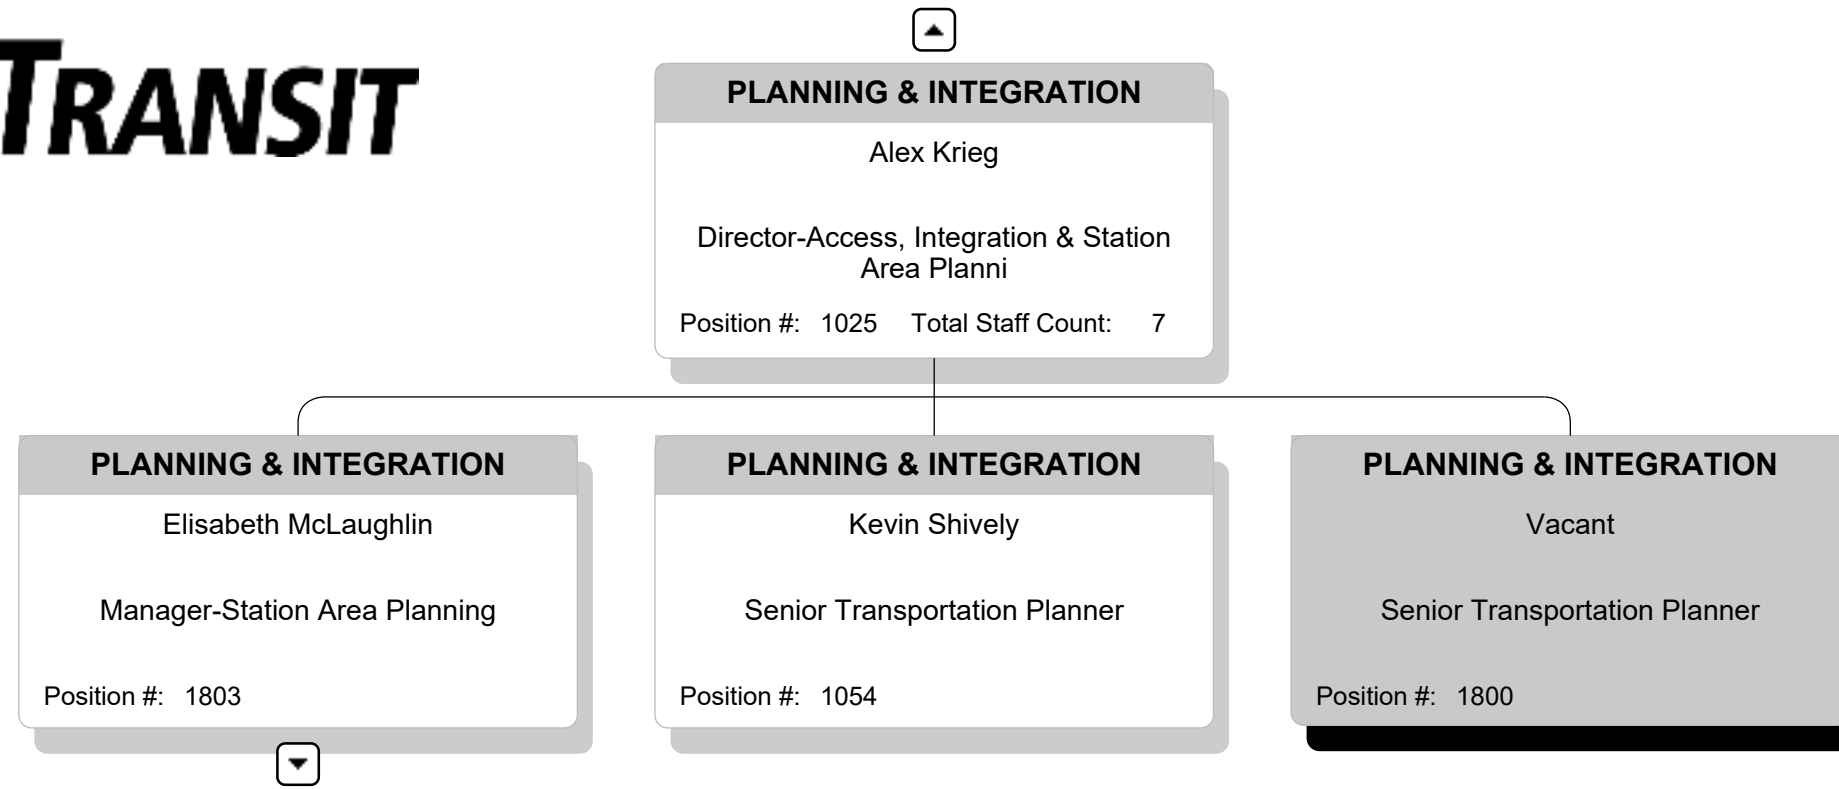 TRANSIT
PLANNING & INTEGRATION
Alex Krieg
Director-Access, Integration & Station
Area Planni
Position #: 1025 Total Staff Count: 7
PLANNING & INTEGRATION
Elisabeth McLaughlin
Manager-Station Area Planning
Position #: 1803
PLANNING & INTEGRATION
Kevin Shively
Senior Transportation Planner
Position #: 1054
PLANNING & INTEGRATION
Vacant
Senior Transportation Planner
Position #: 1800